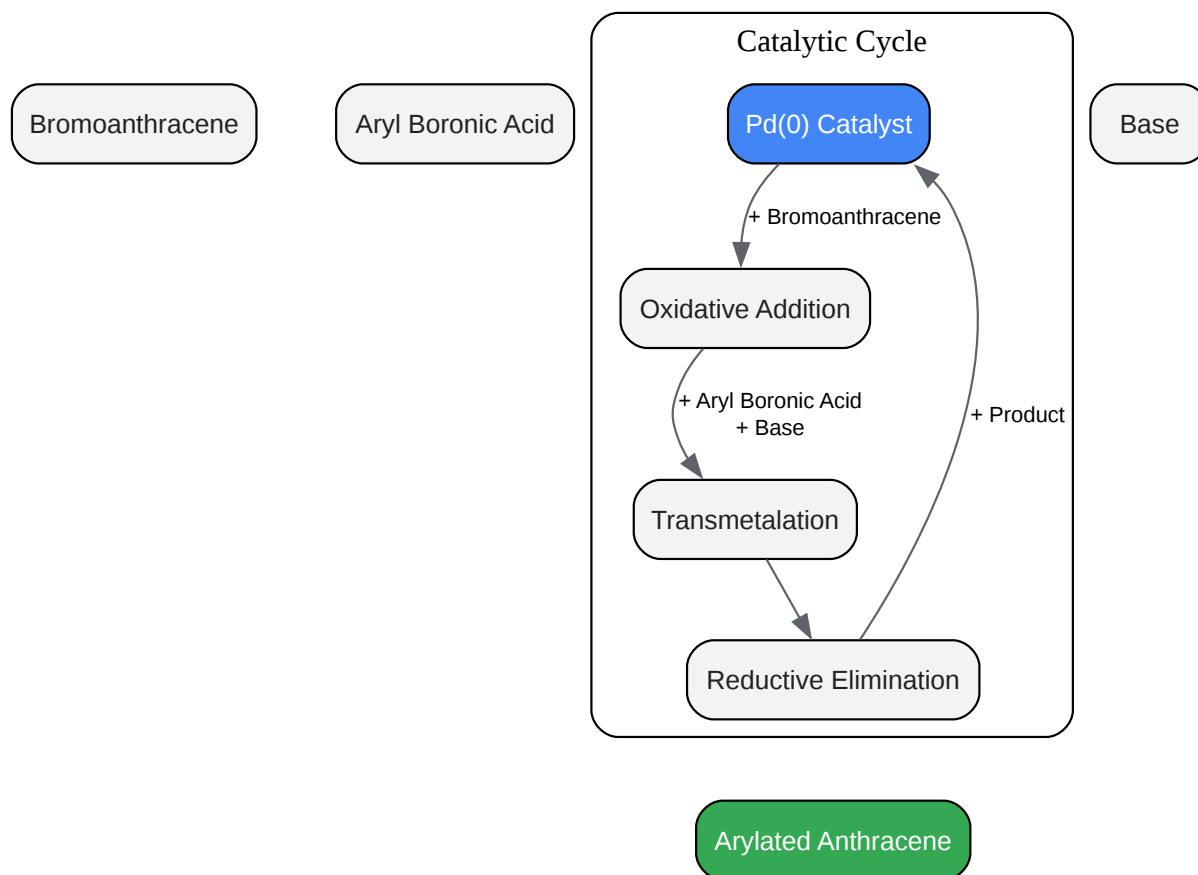 Catalytic Cycle
Bromoanthracene
Aryl Boronic Acid
Pd(0) Catalyst
Base
+ Bromoanthracene
Oxidative Addition
+ Aryl Boronic Acid
+ Base
+ Product
Transmetalation
Reductive Elimination
Arylated Anthracene